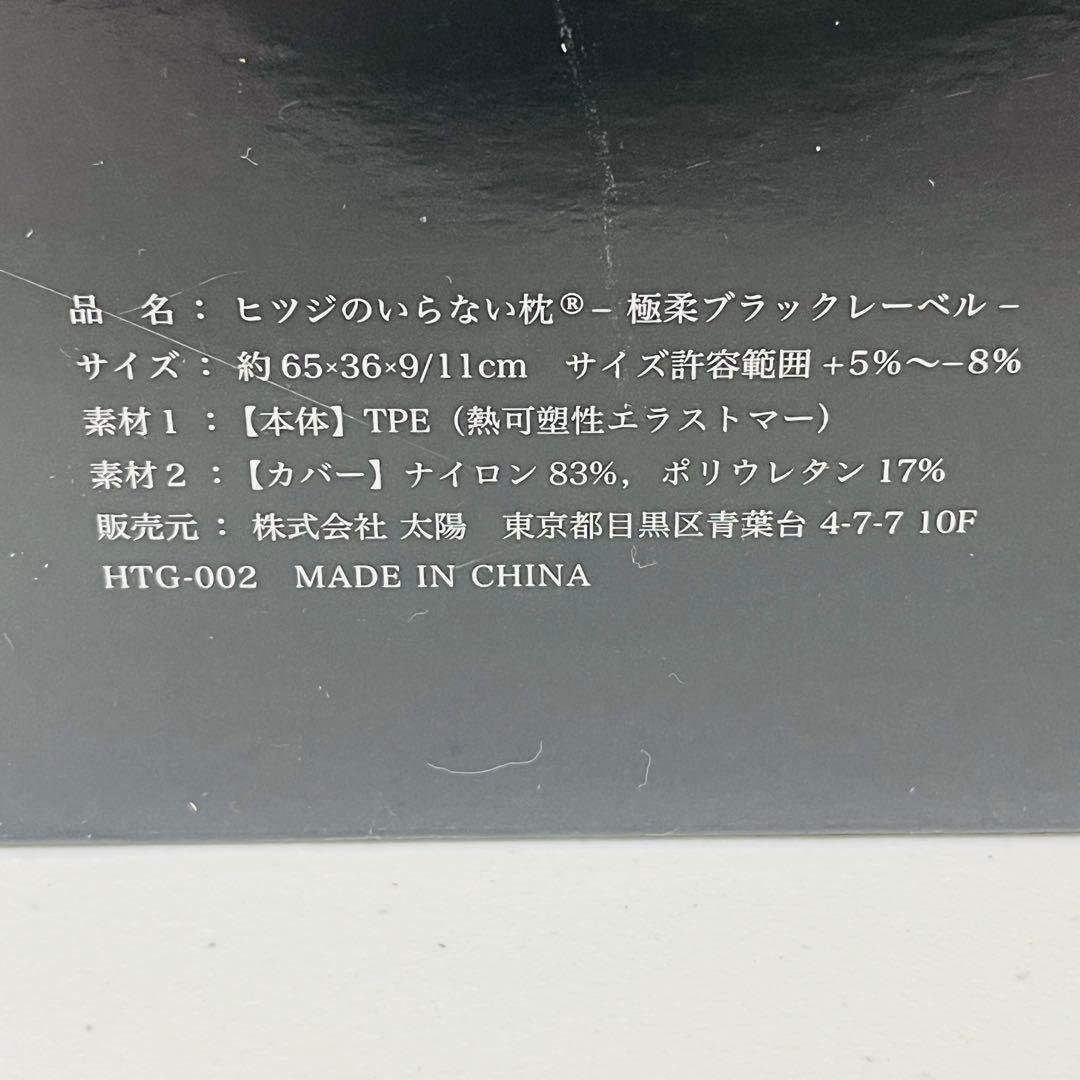 品　名： ヒツジのいらない枕®– 極柔ブラックレーベル –
サイズ： 約65×36×9/11cm　サイズ許容範囲+5%〜−8%
素材1 ：【本体】TPE（熱可塑性エラストマー）
素材2 ：【カバー】ナイロン 83%, ポリウレタン 17%
販売元： 株式会社 太陽　東京都目黒区青葉台 4-7-7 10F
HTG-002　MADE IN CHINA